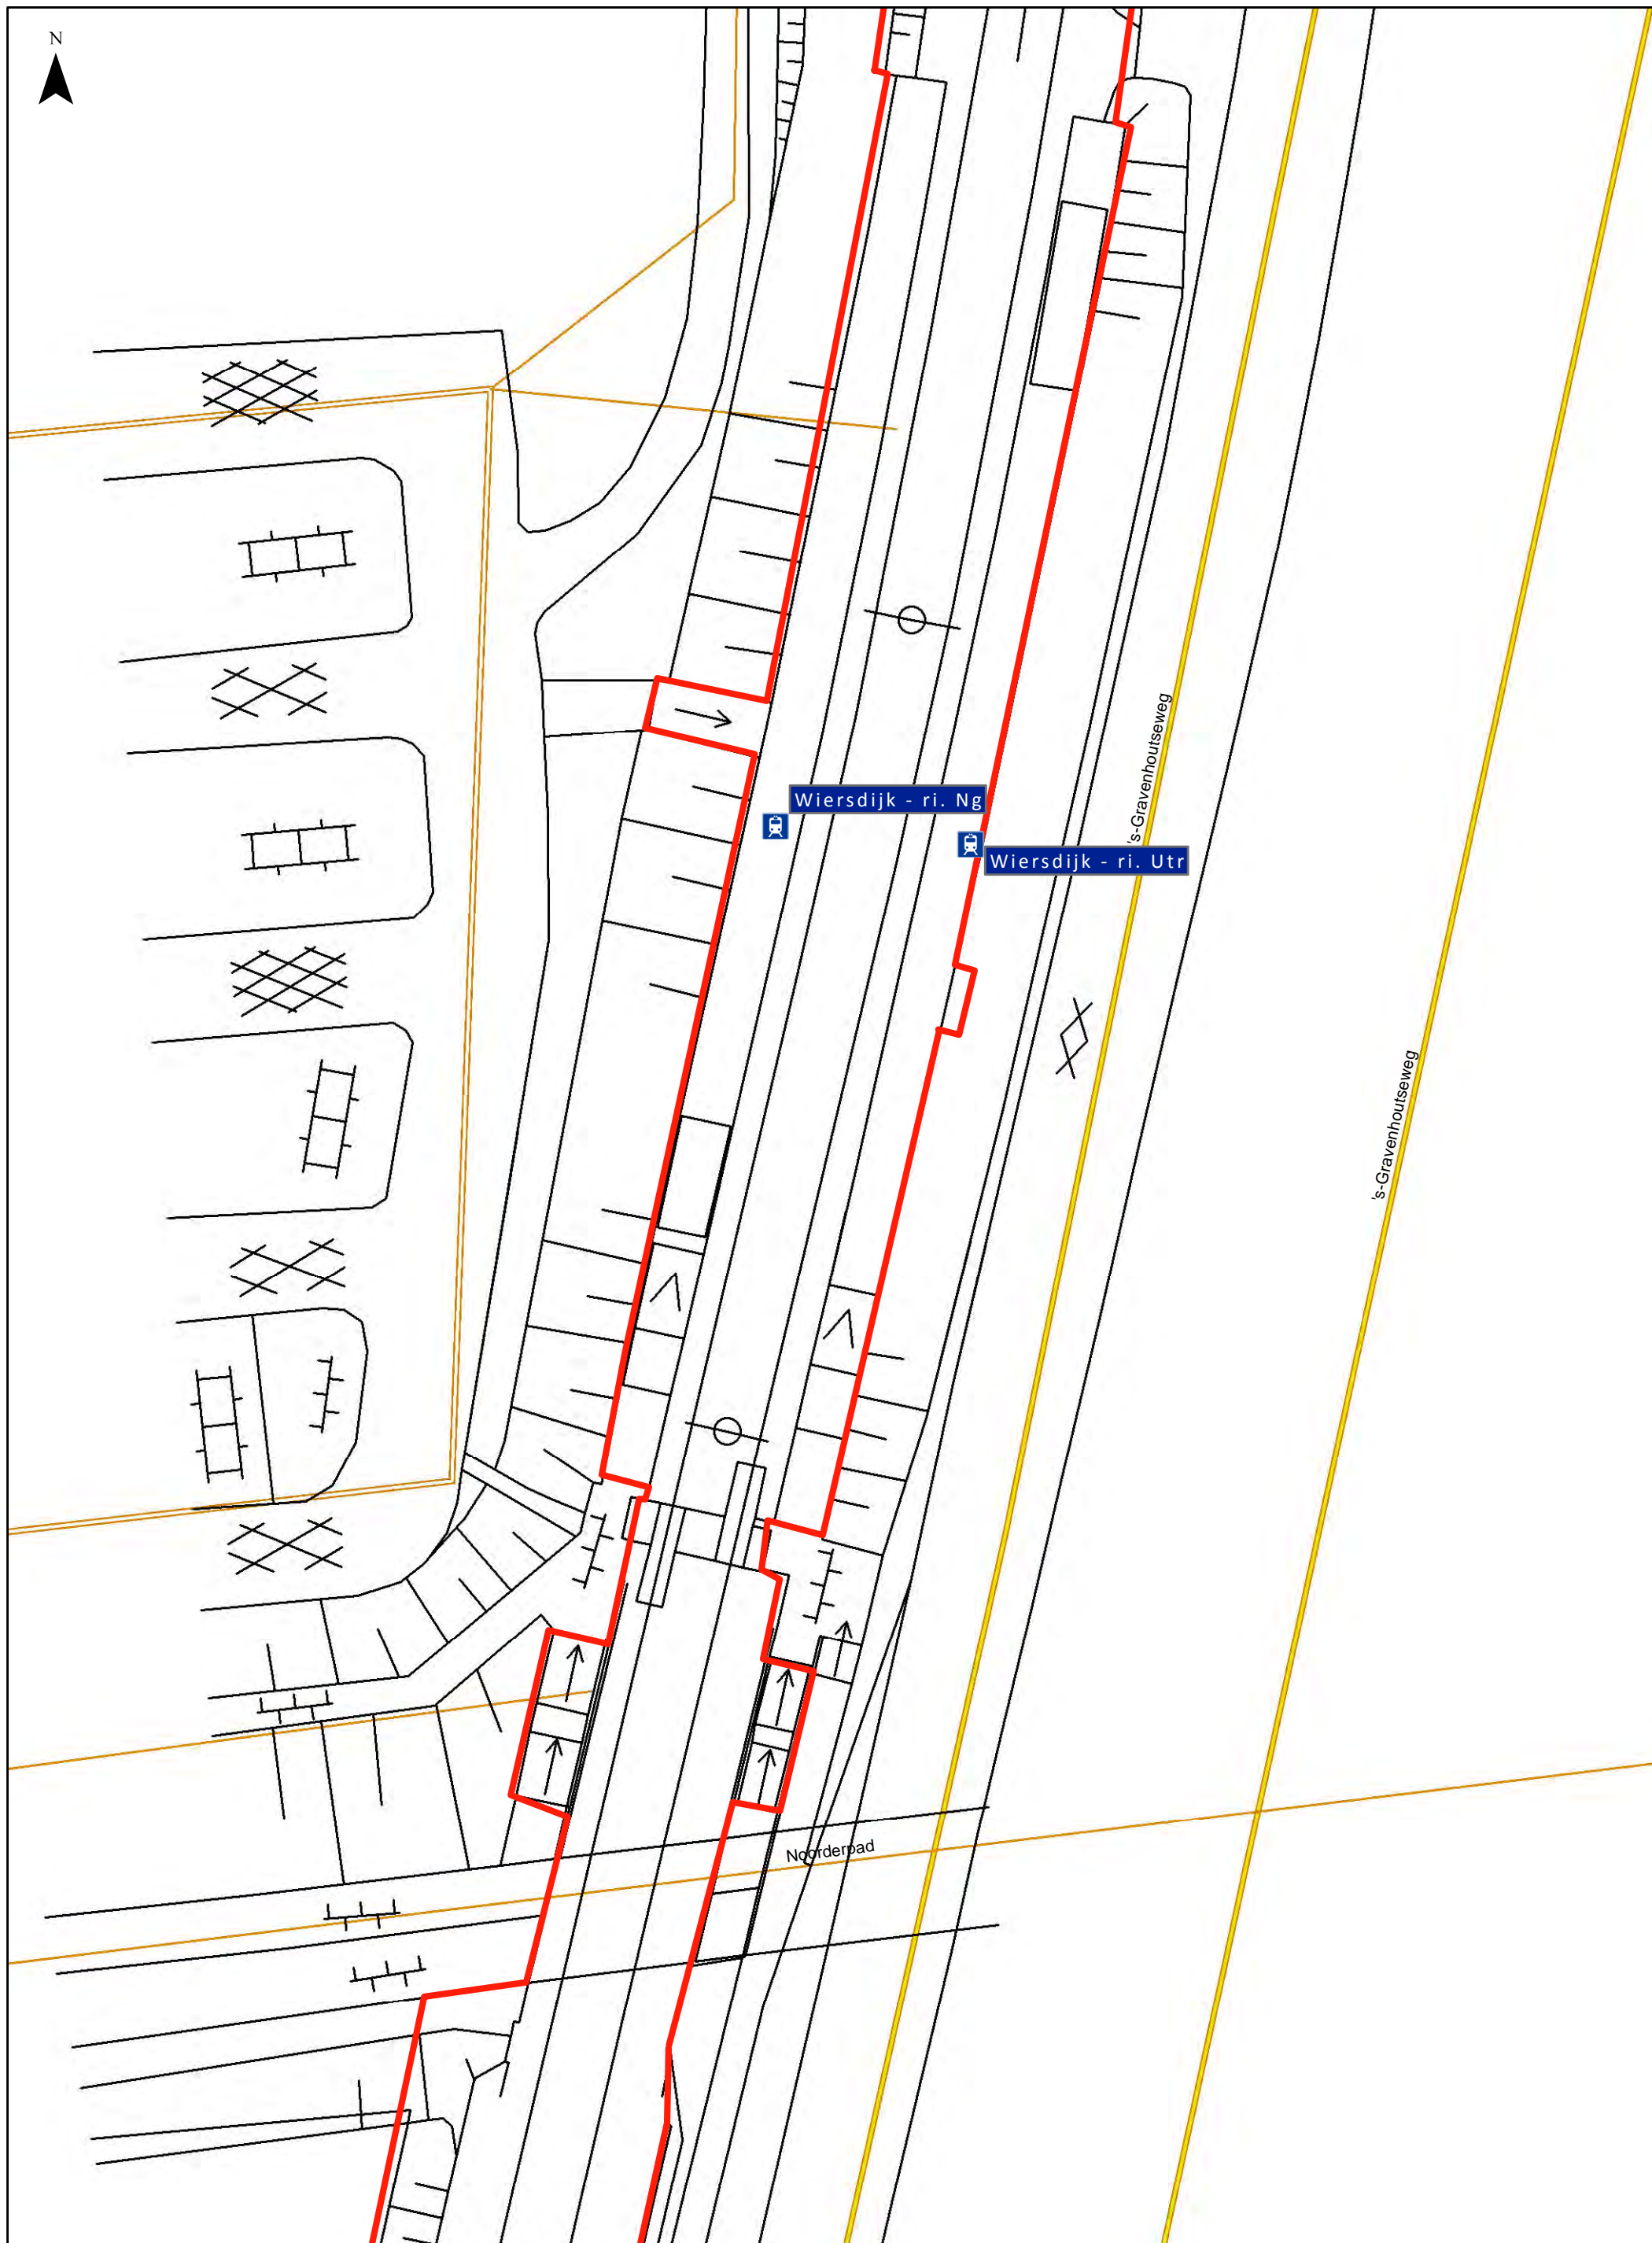 N
Wiersdijk - ri. Ng
Wiersdijk - ri. Utr
's-Gravenhoutseweg
's-Gravenhoutseweg
Noorderpad